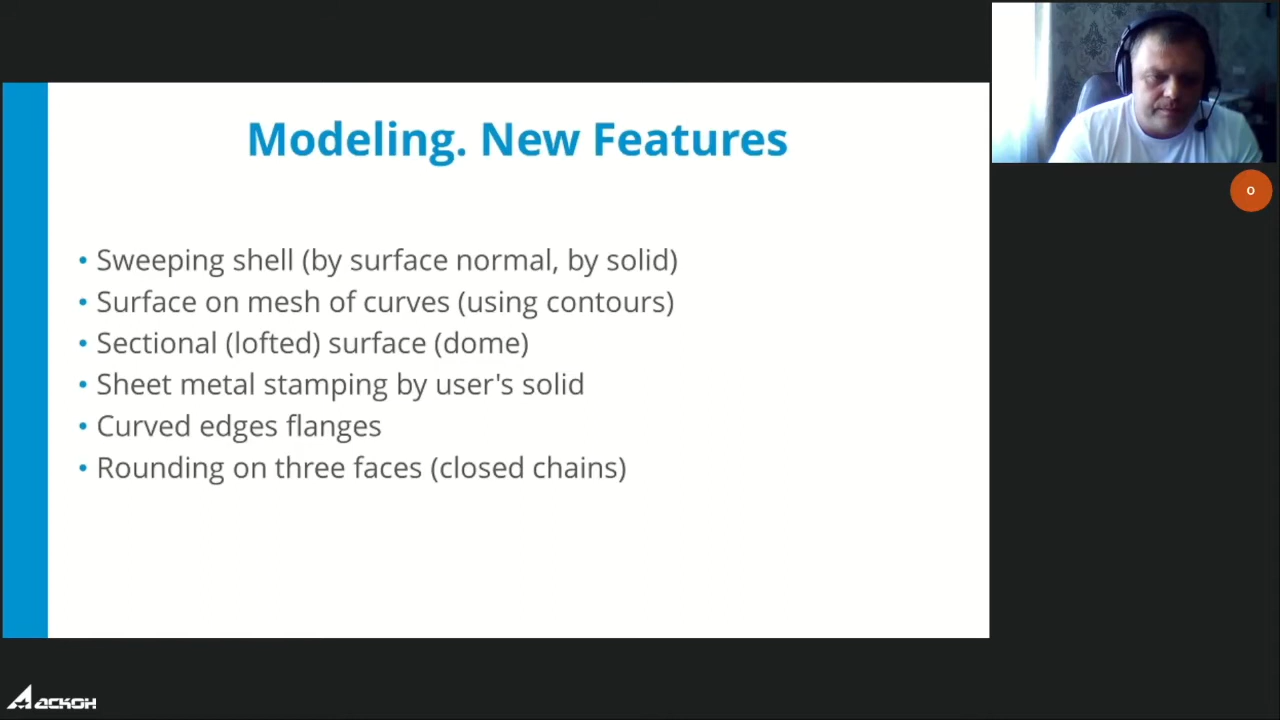 Modeling. New Features
• Sweeping shell (by surface normal, by solid)
• Surface on mesh of curves (using contours)
• Sectional (lofted) surface (dome)
• Sheet metal stamping by user's solid
• Curved edges flanges
• Rounding on three faces (closed chains)
O
АСКОН